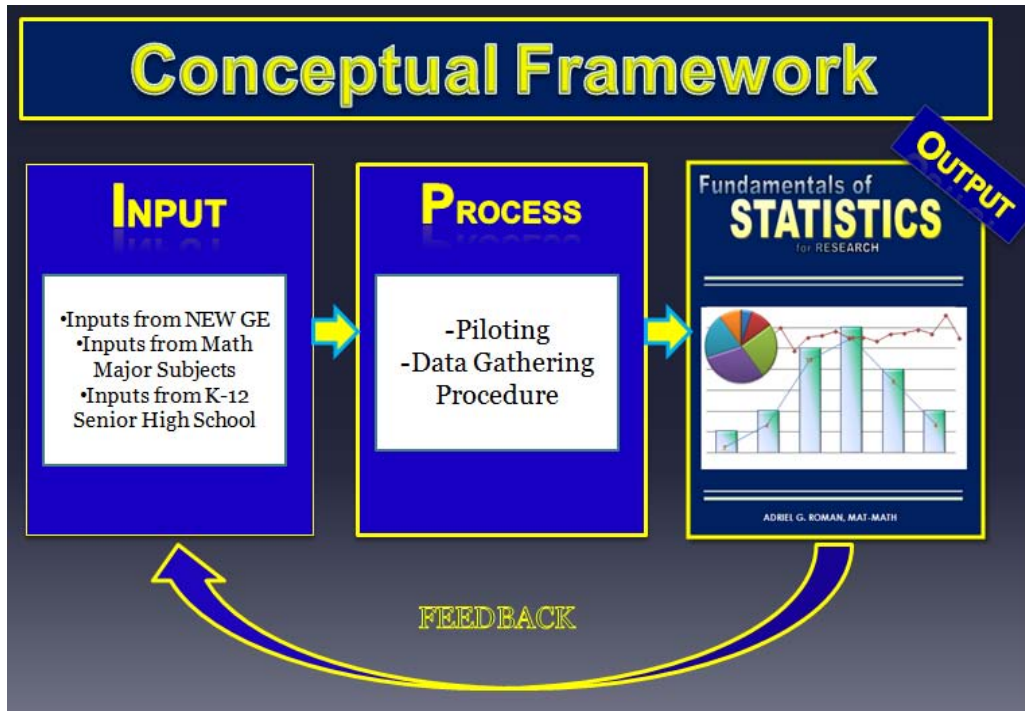 Conceptual Framework
INPUT
•Inputs from NEW GE
•Inputs from Math
Major Subjects
•Inputs from K-12
Senior High School
PROCESS
-Piloting
-Data Gathering
Procedure
OUTPUT
Fundamentals of
STATISTICS
for RESEARCH
ADRIEL G. ROMAN, MAT-MATH
FEEDBACK